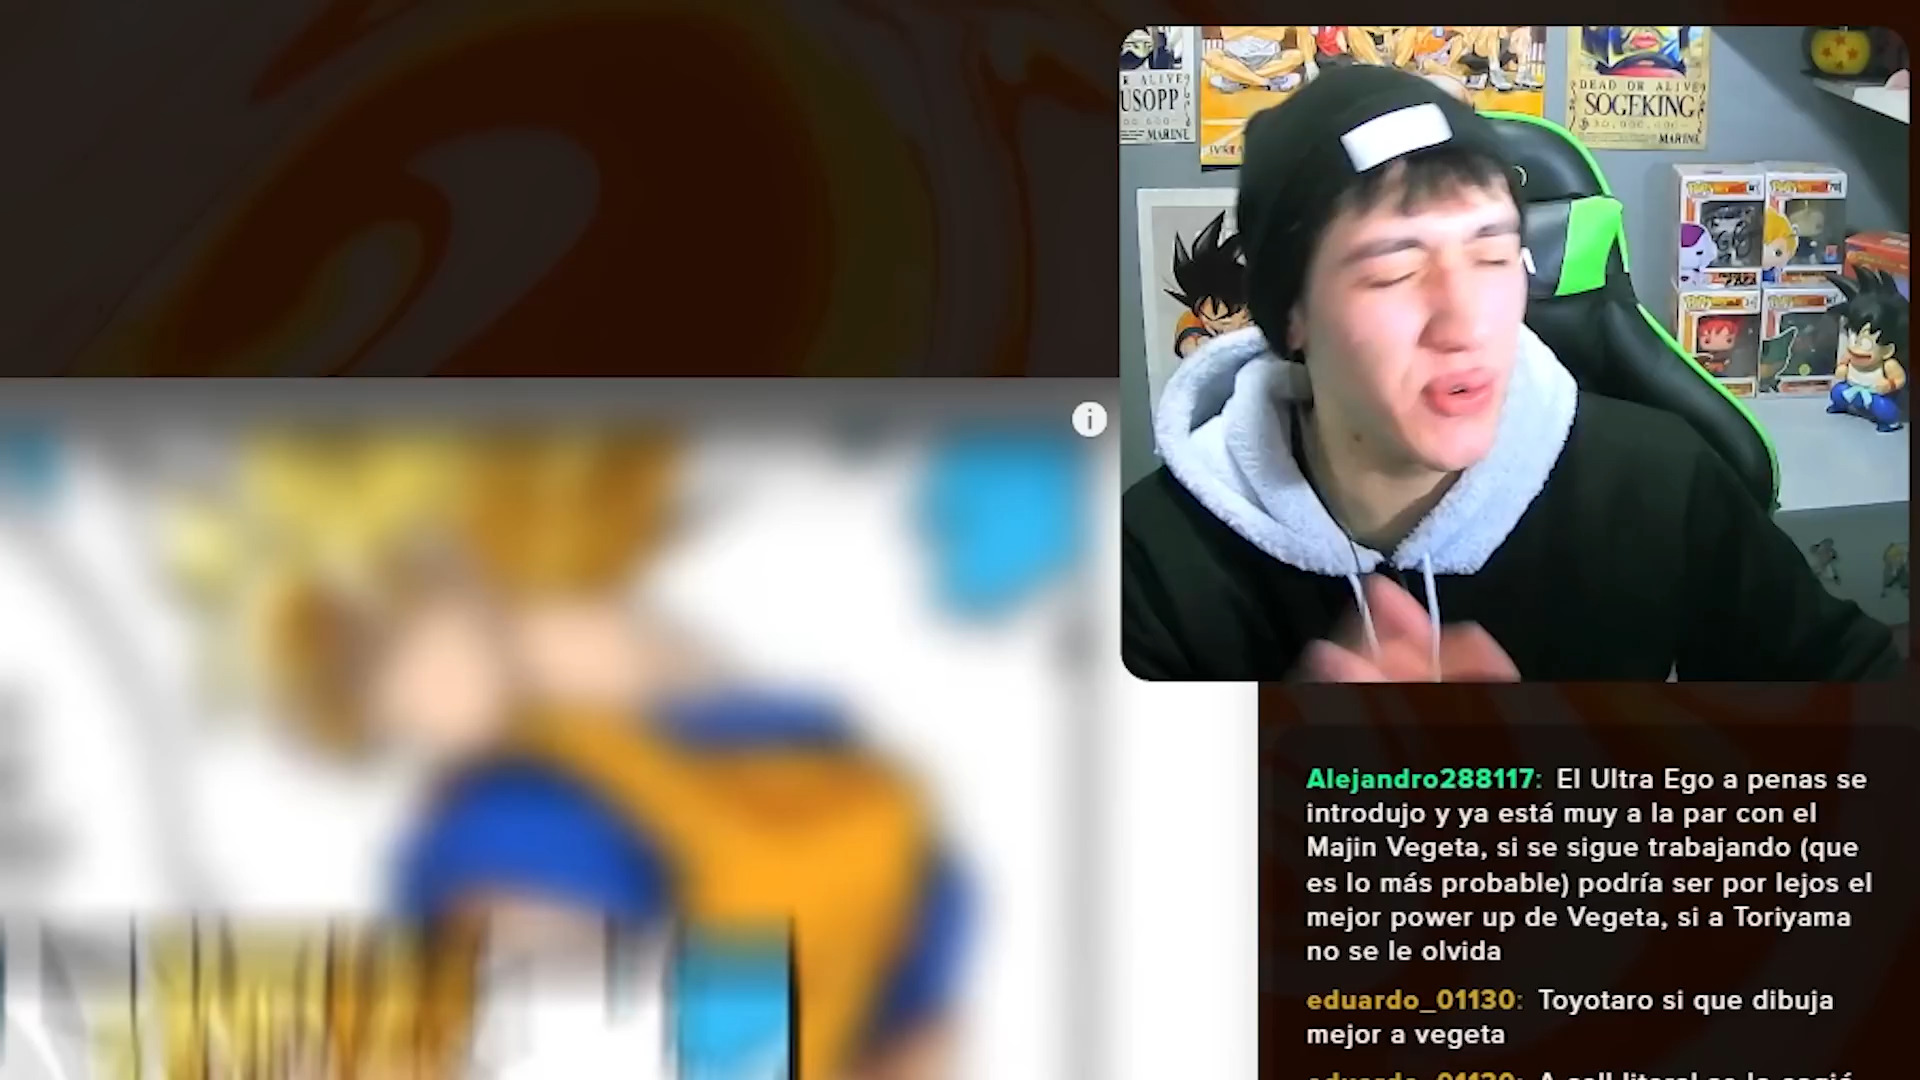 R ALIVE
USOPP
MARINE
DEAD OR ALIVE
SOGEKING
MARINE
Alejandro288117: El Ultra Ego a penas se
introdujo y ya está muy a la par con el
Majin Vegeta, si se sigue trabajando (que
es lo más probable) podría ser por lejos el
mejor power up de Vegeta, si a Toriyama
no se le olvida
eduardo_01130: Toyotaro si que dibuja
mejor a vegeta